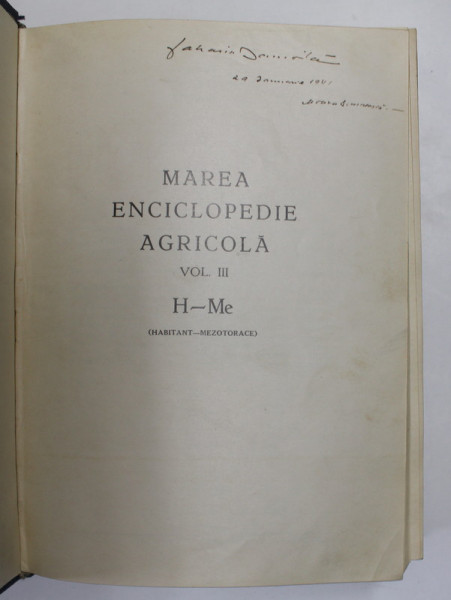 MAREA
ENCICLOPEDIE
AGRICOLĂ
VOL. III
H—Me
(HABITANT—MEZOTORACE)